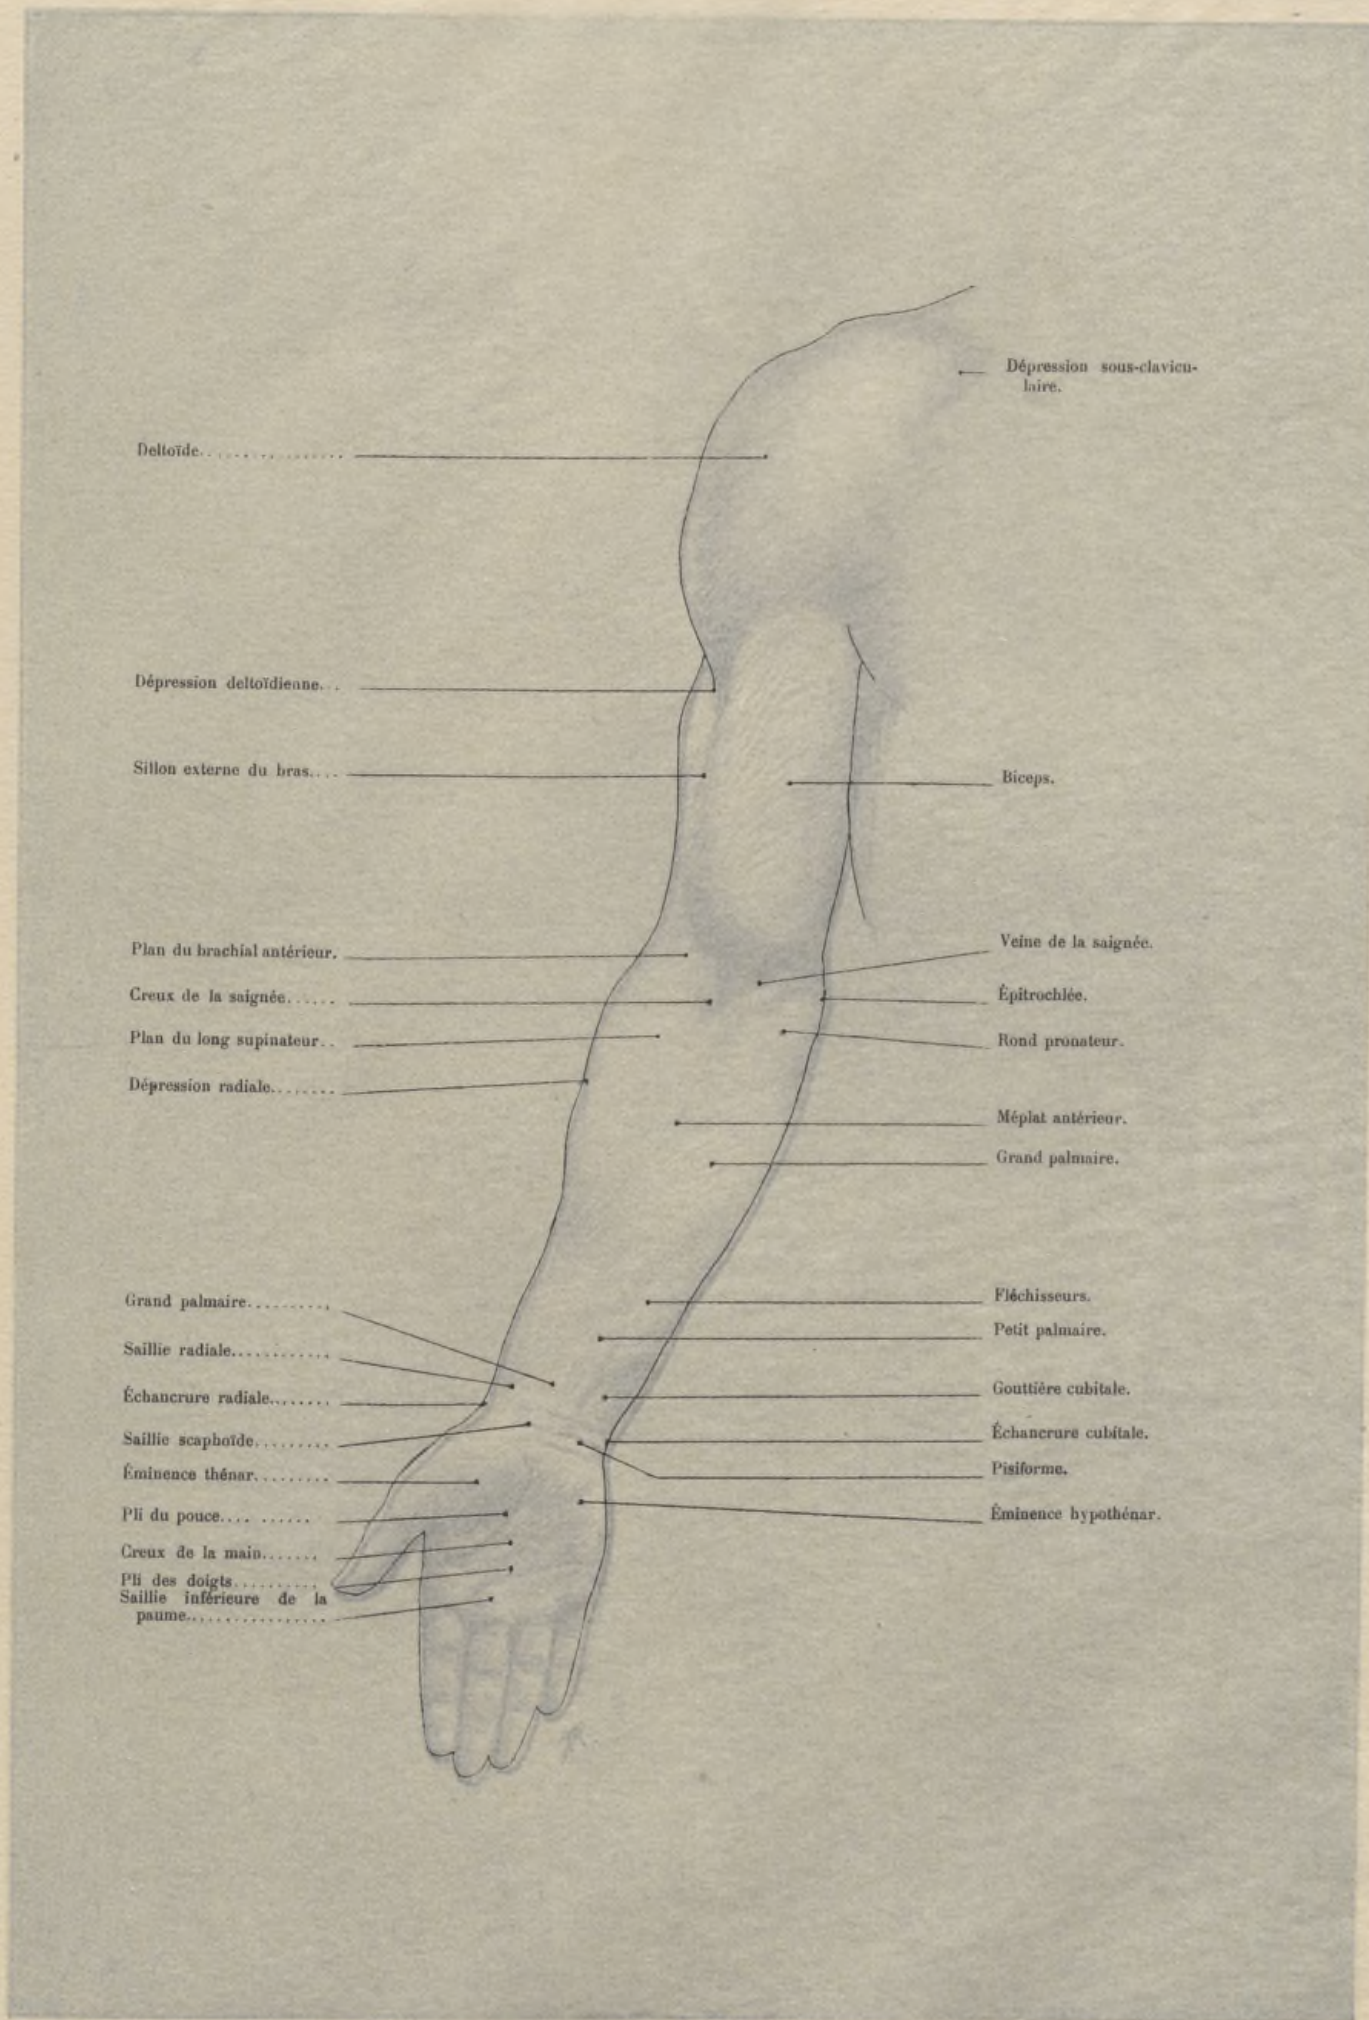 Deltoïde................
Dépression deltoïdienne...
Sillon externe du bras....
Plan du brachial antérieur.
Creux de la saignée......
Plan du long supinateur..
Dépression radiale........
Grand palmaire.........
Saillie radiale............
Échancrure radiale........
Saillie scaphoïde.........
Éminence thénar.........
Pli du pouce.... ......
Creux de la main.......
Pli des doigts..........
Saillie inférieure de la
paume.................
Dépression sous-clavicu-
laire.
Biceps.
Veine de la saignée.
Épitrochlée.
Rond pronateur.
Méplat antérieur.
Grand palmaire.
Fléchisseurs.
Petit palmaire.
Gouttière cubitale.
Échancrure cubitale.
Pisiforme.
Éminence hypothénar.